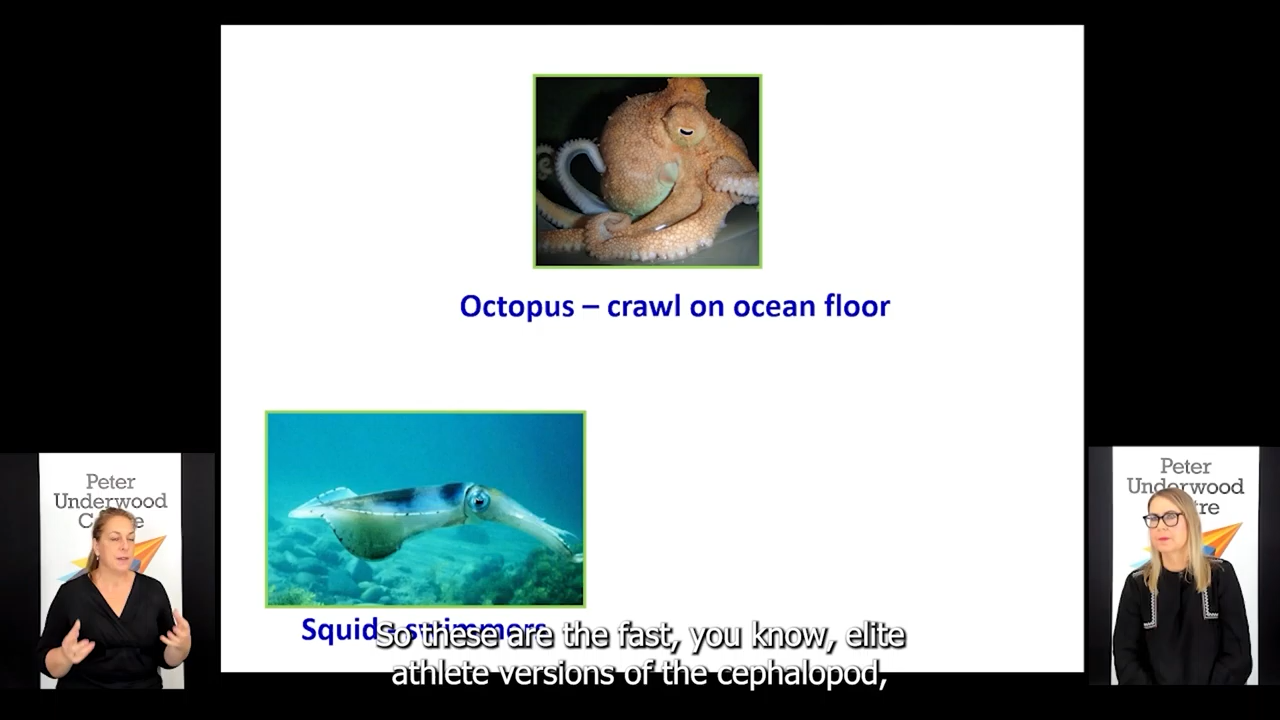 Octopus – crawl on ocean floor
Peter
Underwood
Peter
Underwood
Squid
So these are the fast, you know, elite
athlete versions of the cephalopod,